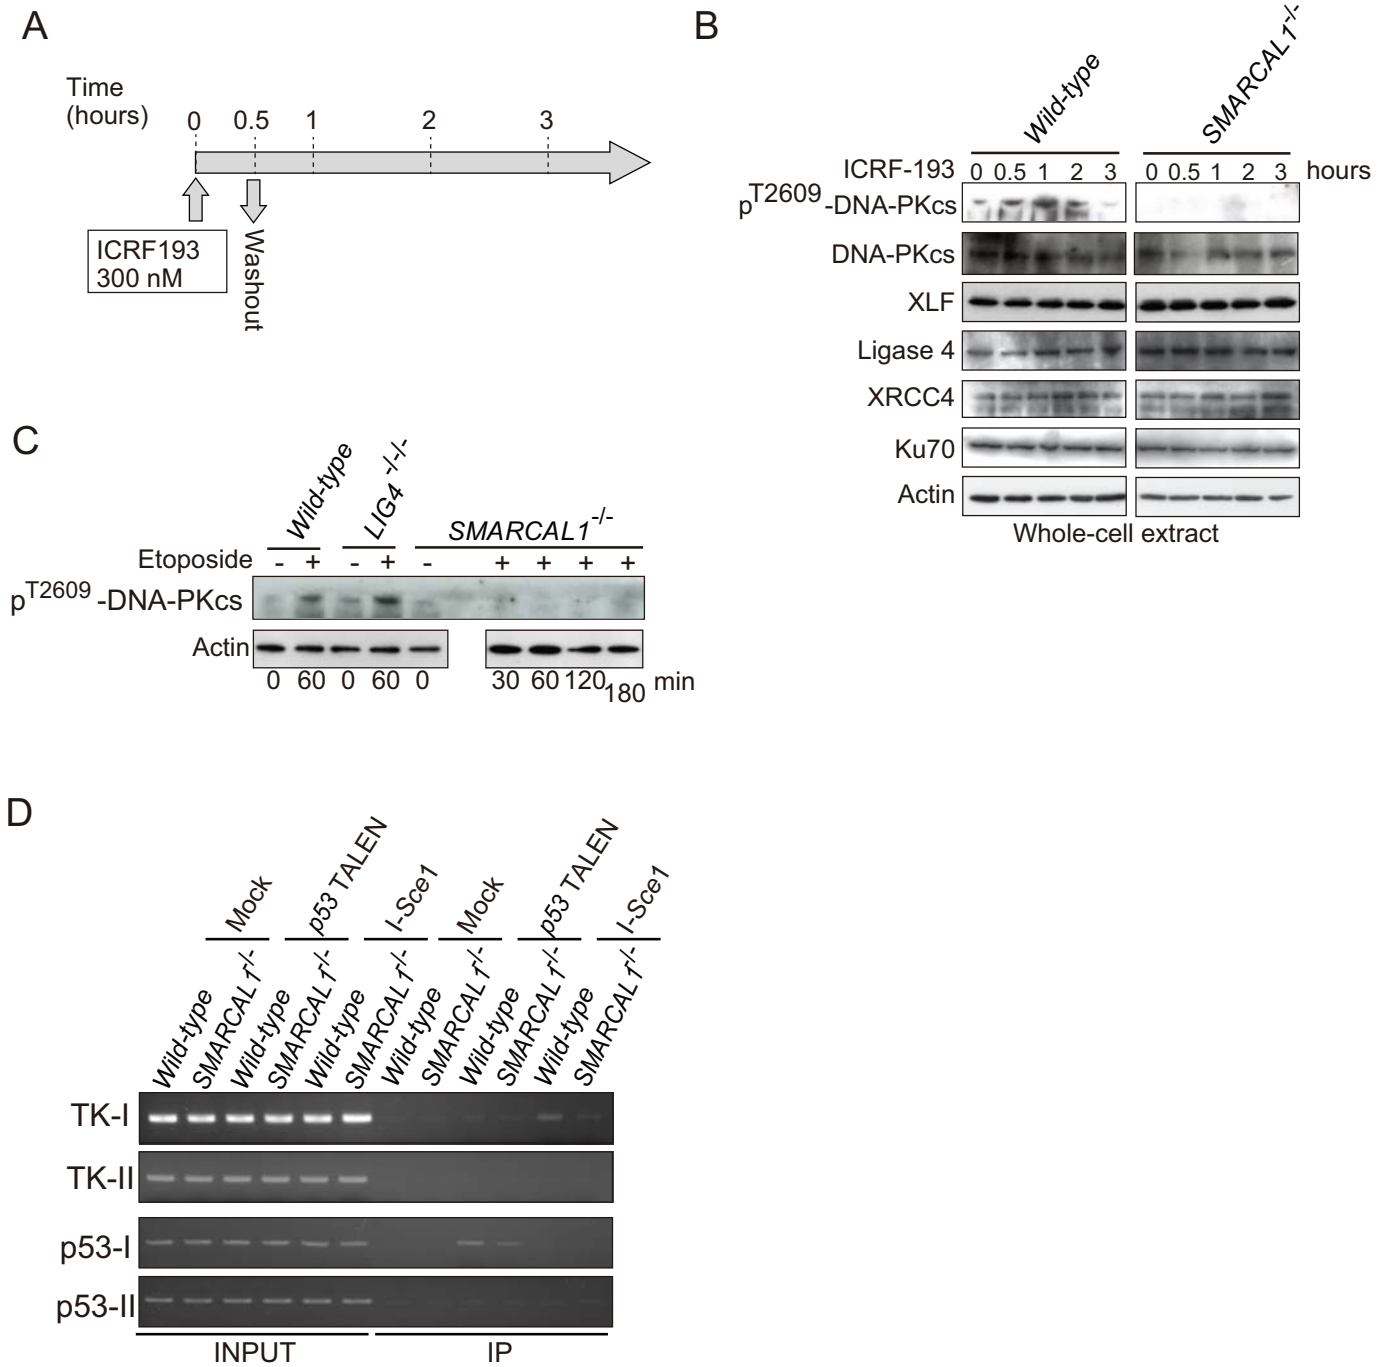 A
Time
(hours)
0 0.5 1 2 3
ICRF193
300 nM
Washout
B
Wild-type SMARCAL1-/-
ICRF-193 0 0.5 1 2 3 0 0.5 1 2 3 hours
pT2609-DNA-PKcs
DNA-PKcs
XLF
Ligase 4
XRCC4
Ku70
Actin
Whole-cell extract
C
Wild-type LIG4-/-/- SMARCAL1-/-
Etoposide - + - + - + + + +
pT2609-DNA-PKcs
Actin
0 60 0 60 0 30 60 120 180 min
D
Mock p53 TALEN I-Sce1 Mock p53 TALEN I-Sce1
Wild-type SMARCAL1-/- Wild-type SMARCAL1-/- Wild-type SMARCAL1-/- Wild-type SMARCAL1-/- Wild-type SMARCAL1-/- Wild-type SMARCAL1-/-
TK-I
TK-II
p53-I
p53-II
INPUT IP